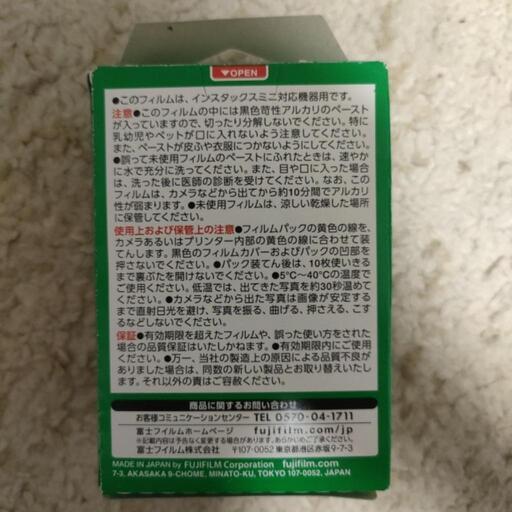 OPEN
●このフィルムは、インスタックスミニ対応機器用です。
注意●このフィルムの中には黒色苛性アルカリのペースト
が入っていますので、切ったり分解しないでください。特に
乳幼児やペットが口に入れないよう注意してください。
また、ペーストが皮ふや衣服につかないようにしてください。
●誤って未使用フィルムのペーストにふれたときは、速やか
に水で充分に洗ってください。また、目や口に入った場合
は、洗った後に医師の診断を受けてください。なお、この
フィルムは、カメラなどから出てから約10分間でアルカリ
性が弱まります。●未使用フィルムは、涼しい乾燥した場所
に保管してください。
使用上および保管上の注意●フィルムパックの黄色の線を、
カメラあるいはプリンター内部の黄色の線に合わせて装
てんします。黒色のフィルムカバーおよびパックの凹部を
押さないでください。●パック装てん後は、10枚使いきる
まで裏ぶたを開けないでください。●5℃〜40℃の温度で
ご使用ください。低温では、出てきた写真を約30秒温めて
ください。●カメラなどから出た写真は画像が安定する
まで直射日光を避け、写真を振る、曲げる、押さえる、こす
るなどしないでください。
保証●有効期限を超えたフィルムや、誤った使い方をされた
場合の品質保証はいたしかねます。●有効期限内にご使用
ください。●万一、当社の製造上の原因による品質不良が
ありました場合は、同数の新しい製品とお取り替えいたし
ます。それ以外の責はご容赦ください。
商品に関するお問い合わせ
お客様コミュニケーションセンター TEL 0570-04-1711
富士フイルムホームページ fujifilm.com/jp
※記載内容は予告なく変更する場合があります。あらかじめご了承ください。
富士フイルム株式会社 〒107-0052 東京都港区赤坂9-7-3
MADE IN JAPAN by FUJIFILM Corporation fujifilm.com
7-3, AKASAKA 9-CHOME, MINATO-KU, TOKYO 107-0052, JAPAN